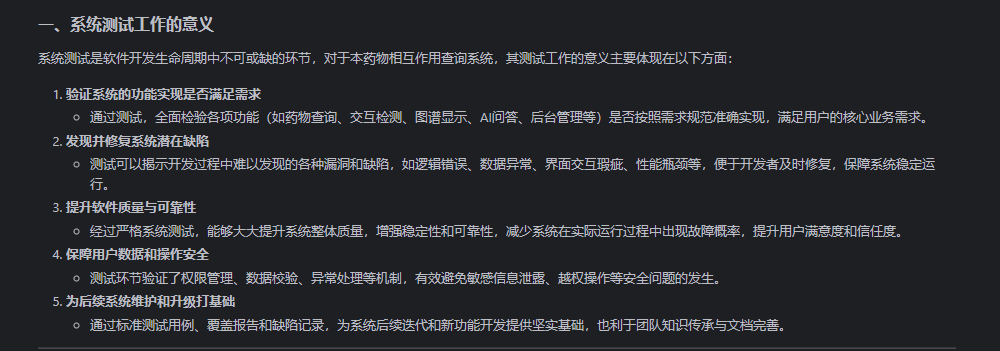 一、系统测试工作的意义
系统测试是软件开发生命周期中不可或缺的环节，对于本药物相互作用查询系统，其测试工作的意义主要体现在以下方面：
1. 验证系统的功能实现是否满足需求
通过测试，全面检验各项功能（如药物查询、交互检测、图谱显示、AI问答、后台管理等）是否按照需求规范准确实现，满足用户的核心业务需求。
2. 发现并修复系统潜在缺陷
测试可以揭示开发过程中难以发现的各种漏洞和缺陷，如逻辑错误、数据异常、界面交互瑕疵、性能瓶颈等，便于开发者及时修复，保障系统稳定运
行。
3. 提升软件质量与可靠性
经过严格系统测试，能够大大提升系统整体质量，增强稳定性和可靠性，减少系统在实际运行过程中出现故障概率，提升用户满意度和信任度。
4. 保障用户数据和操作安全
测试环节验证了权限管理、数据校验、异常处理等机制，有效避免敏感信息泄露、越权操作等安全问题的发生。
5. 为后续系统维护和升级打基础
通过标准测试用例、覆盖报告和缺陷记录，为系统后续迭代和新功能开发提供坚实基础，也利于团队知识传承与文档完善。